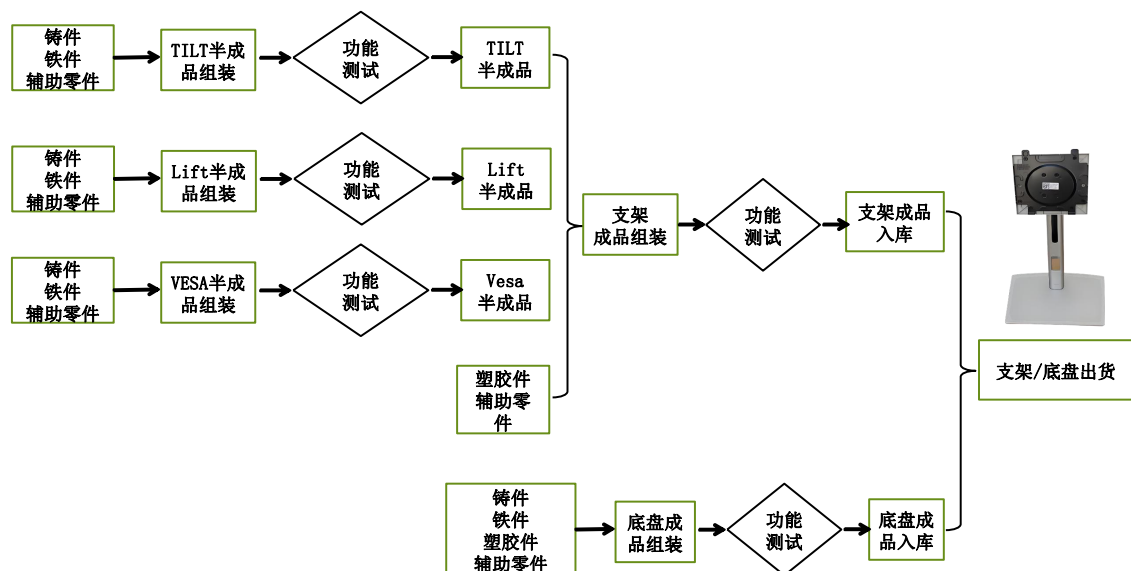 铸件
铁件
辅助零件
TILT半成
品组装
功能
测试
TILT
半成品
铸件
铁件
辅助零件
Lift半成
品组装
功能
测试
Lift
半成品
铸件
铁件
辅助零件
VESA半成
品组装
功能
测试
Vesa
半成品
塑胶件
辅助零
件
支架
成品组装
功能
测试
支架成品
入库
铸件
铁件
塑胶件
辅助零件
底盘成
品组装
功能
测试
底盘成
品入库
支架/底盘出货